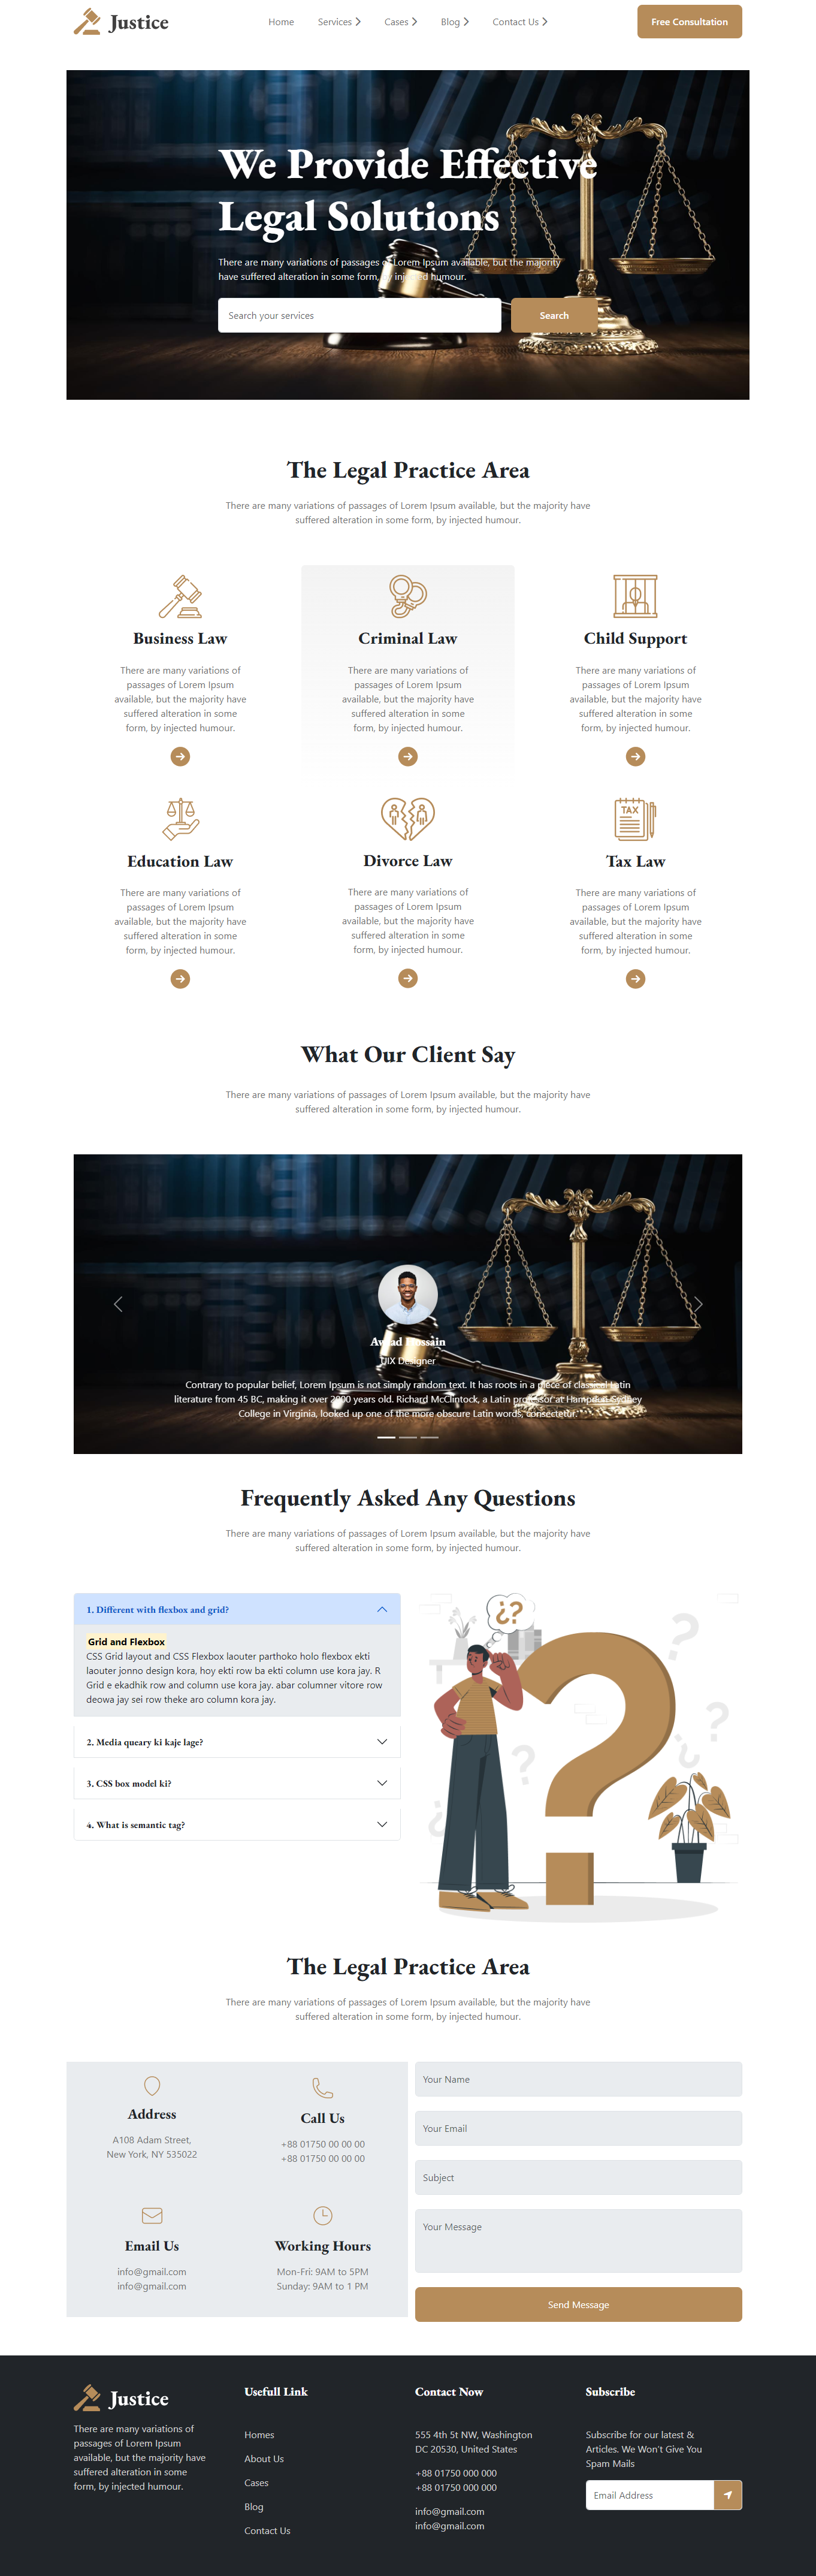 Justice
Home
Services
Cases
Blog
Contact Us
Free Consultation
We Provide Effective
Legal Solutions
There are many variations of passages of Lorem Ipsum available, but the majority
have suffered alteration in some form, by injected humour.
Search your services
Search
The Legal Practice Area
There are many variations of passages of Lorem Ipsum available, but the majority have
suffered alteration in some form, by injected humour.
Business Law
There are many variations of
passages of Lorem Ipsum
available, but the majority have
suffered alteration in some
form, by injected humour.
Criminal Law
There are many variations of
passages of Lorem Ipsum
available, but the majority have
suffered alteration in some
form, by injected humour.
Child Support
There are many variations of
passages of Lorem Ipsum
available, but the majority have
suffered alteration in some
form, by injected humour.
Education Law
There are many variations of
passages of Lorem Ipsum
available, but the majority have
suffered alteration in some
form, by injected humour.
Divorce Law
There are many variations of
passages of Lorem Ipsum
available, but the majority have
suffered alteration in some
form, by injected humour.
TAX
Tax Law
There are many variations of
passages of Lorem Ipsum
available, but the majority have
suffered alteration in some
form, by injected humour.
What Our Client Say
There are many variations of passages of Lorem Ipsum available, but the majority have
suffered alteration in some form, by injected humour.
Hossain
UIX Designer
Contrary to popular belief, Lorem Ipsum is not simply random text. It has roots in a piece of classical Latin
literature from 45 BC, making it over 2000 years old. Richard McClintock, a Latin professor at Hampden-Sydney
College in Virginia, looked up one of the more obscure Latin words, consectetur.
Frequently Asked Any Questions
There are many variations of passages of Lorem Ipsum available, but the majority have
suffered alteration in some form, by injected humour.
1. Different with flexbox and grid?
Grid and Flexbox
CSS Grid layout and CSS Flexbox laouter parthoko holo flexbox ekti
laouter jonno design kora, hoy ekti row ba ekti column use kora jay. R
Grid e ekadhik row and column use kora jay. abar columner vitore row
deowa jay sei row theke aro column kora jay.
2. Media queary ki kaje lage?
3. CSS box model ki?
4. What is semantic tag?
¿?
?
The Legal Practice Area
There are many variations of passages of Lorem Ipsum available, but the majority have
suffered alteration in some form, by injected humour.
Address
A108 Adam Street,
New York, NY 535022
Call Us
+88 01750 00 00 00
+88 01750 00 00 00
Email Us
info@gmail.com
info@gmail.com
Working Hours
Mon-Fri: 9AM to 5PM
Sunday: 9AM to 1 PM
Your Name
Your Email
Subject
Your Message
Send Message
Justice
There are many variations of
passages of Lorem Ipsum
available, but the majority have
suffered alteration in some
form, by injected humour.
Usefull Link
Homes
About Us
Cases
Blog
Contact Us
Contact Now
555 4th 5t NW, Washington
DC 20530, United States
+88 01750 000 000
+88 01750 000 000
info@gmail.com
info@gmail.com
Subscribe
Subscribe for our latest &
Articles. We Won't Give You
Spam Mails
Email Address